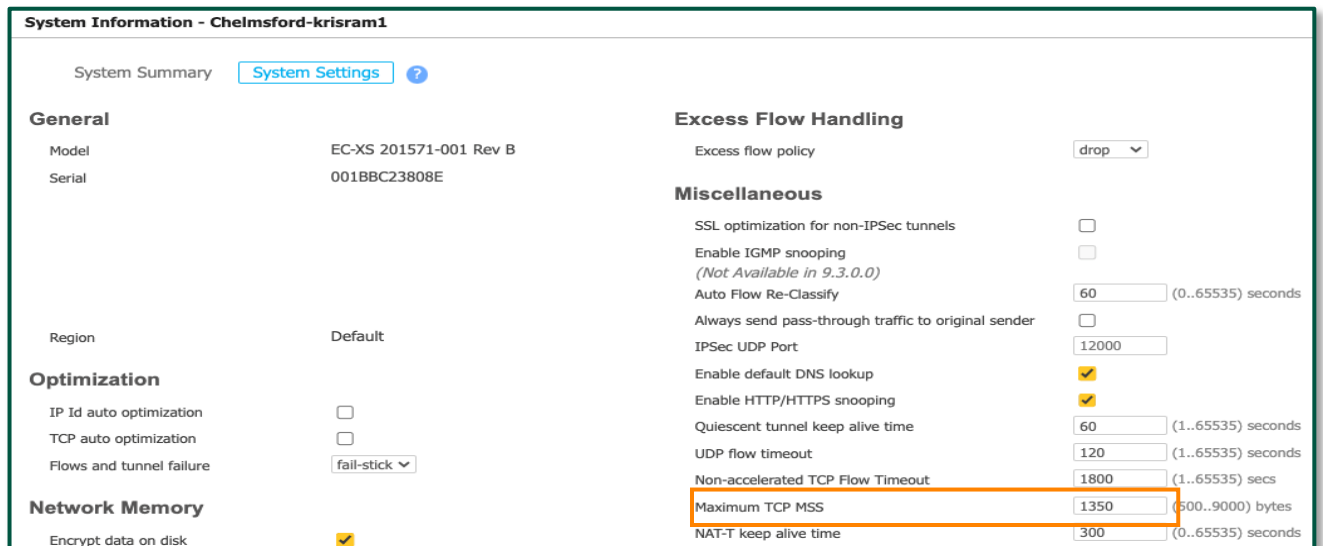 System Information - Chelmsford-krisram1
System Summary System Settings ?
General
Model EC-XS 201571-001 Rev B
Serial 001BBC23808E
Region Default
Optimization
IP Id auto optimization
TCP auto optimization
Flows and tunnel failure fail-stick
Network Memory
Encrypt data on disk
Excess Flow Handling
Excess flow policy drop
Miscellaneous
SSL optimization for non-IPSec tunnels
Enable IGMP snooping
(Not Available in 9.3.0.0)
Auto Flow Re-Classify 60 (0..65535) seconds
Always send pass-through traffic to original sender
IPSec UDP Port 12000
Enable default DNS lookup
Enable HTTP/HTTPS snooping
Quiescent tunnel keep alive time 60 (1..65535) seconds
UDP flow timeout 120 (1..65535) seconds
Non-accelerated TCP Flow Timeout 1800 (1..65535) secs
Maximum TCP MSS 1350 (500..9000) bytes
NAT-T keep alive time 300 (0..65535) seconds